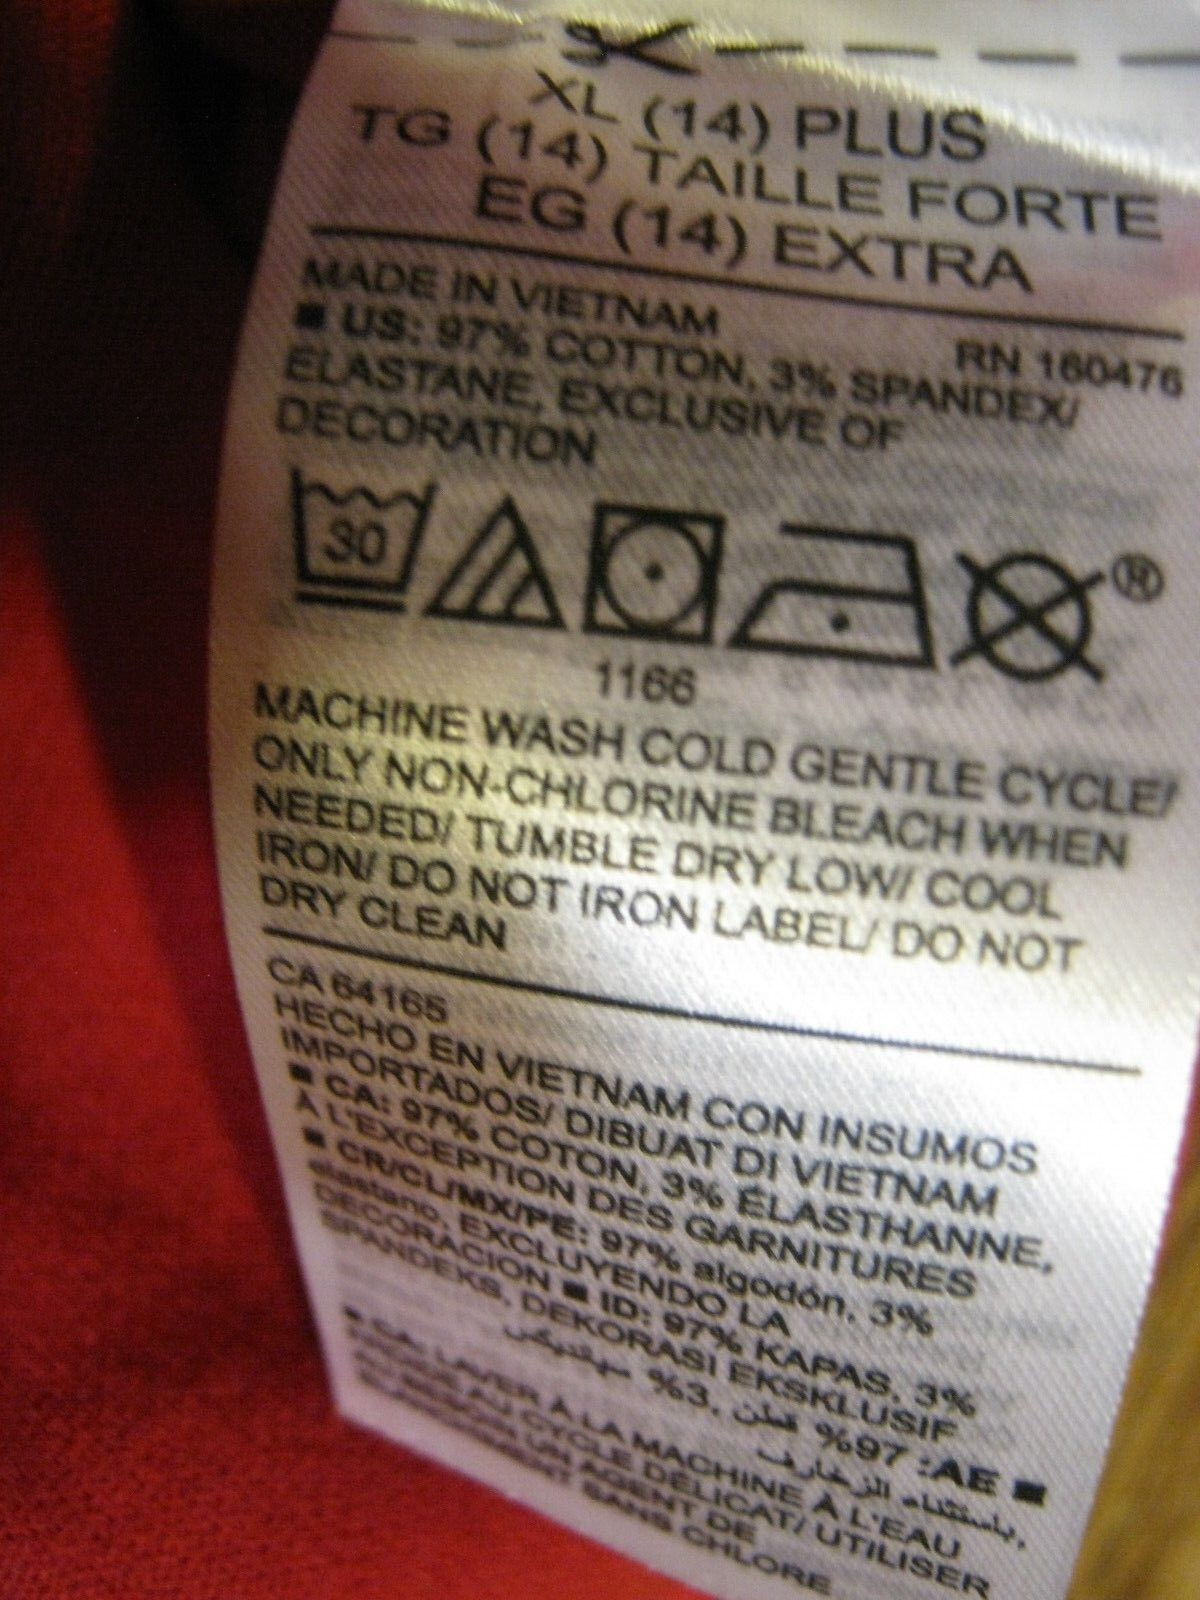 XL (14) PLUS
TG (14) TAILLE FORTE
EG (14) EXTRA
MADE IN VIETNAM
RN 160476
■ US: 97% COTTON, 3% SPANDEX/
ELASTANE, EXCLUSIVE OF
DECORATION
30
®
1166
MACHINE WASH COLD GENTLE CYCLE/
ONLY NON-CHLORINE BLEACH WHEN
NEEDED/ TUMBLE DRY LOW/ COOL
IRON/ DO NOT IRON LABEL/ DO NOT
DRY CLEAN
CA 64165
HECHO EN VIETNAM CON INSUMOS
IMPORTADOS/ DIBUAT DI VIETNAM
■ CA: 97% COTON, 3% ÉLASTHANNE,
À L'EXCEPTION DES GARNITURES
■ CR/CL/MX/PE: 97% algodón, 3%
elastano, EXCLUYENDO LA
DECORACION ■ ID: 97% KAPAS, 3%
SPANDEKS, DEKORASI EKSKLUSIF
■ AE: 97% قطن, 3% سباندیکس
باستثناء الزخارف,
■ CA: LAVER À LA MACHINE À L'EAU
AU CYCLE DÉLICAT/ UTILISER
UN AGENT DE
SANS CHLORE